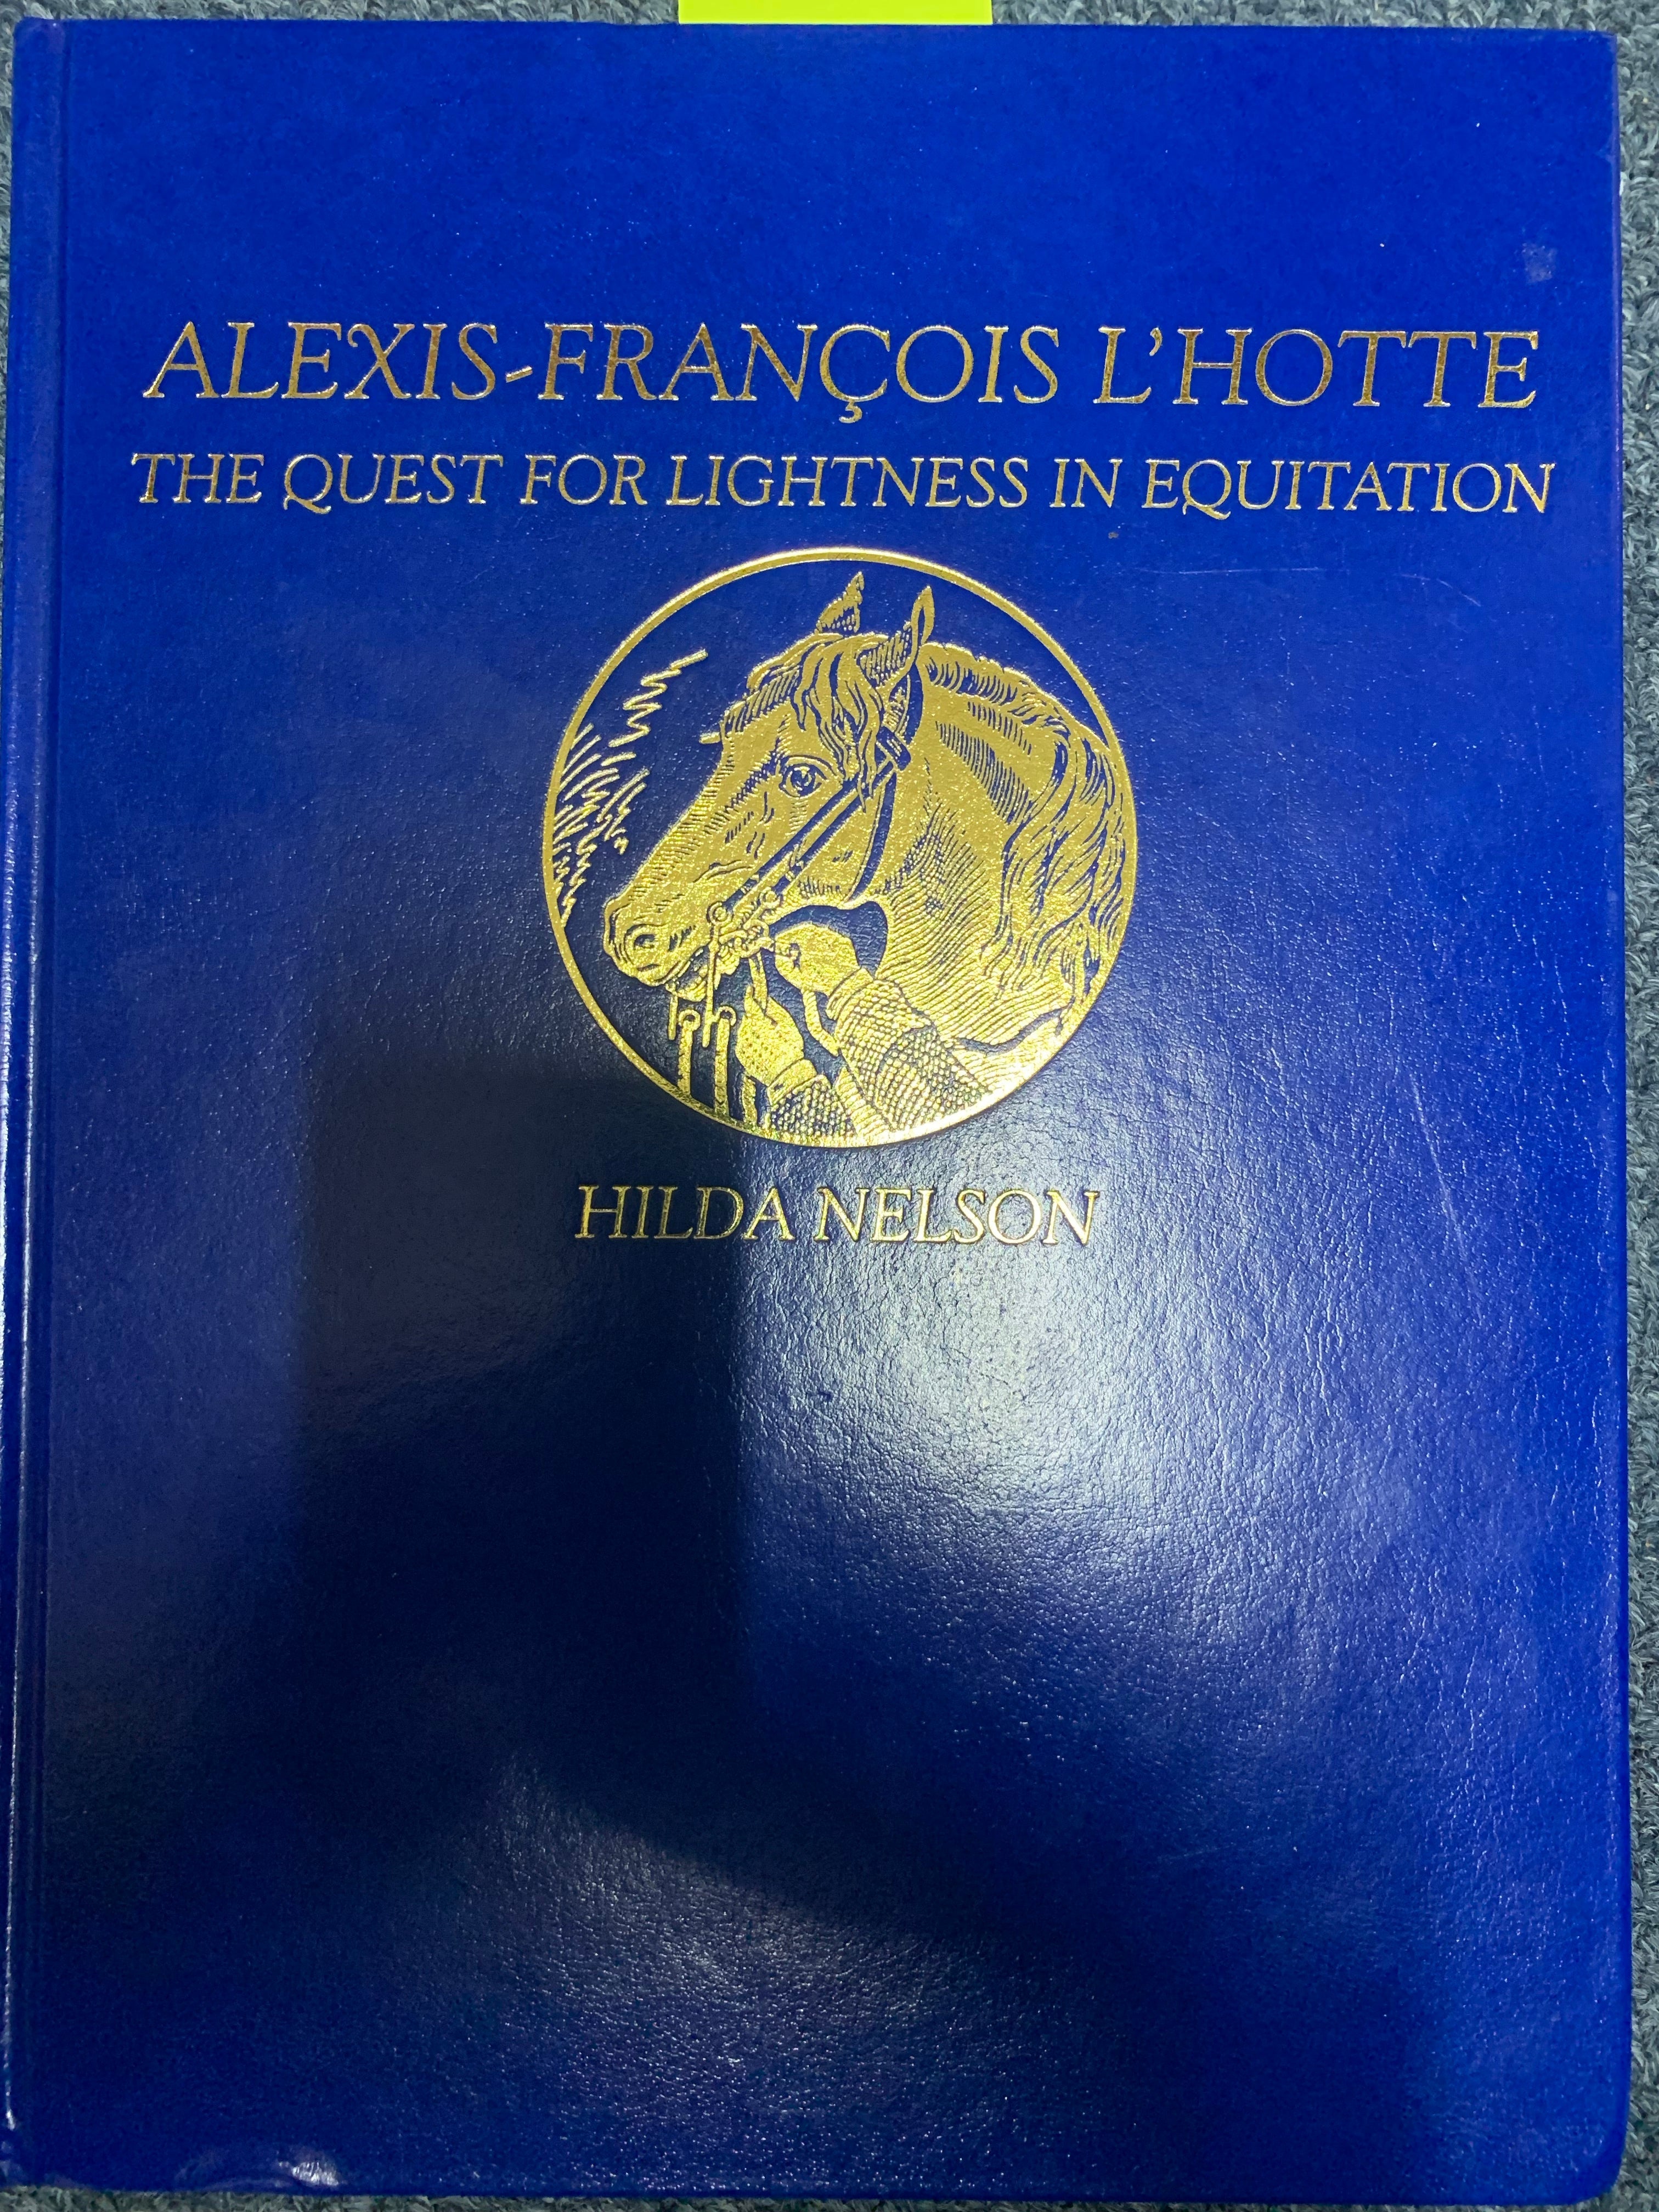 ALEXIS-FRANÇOIS L'HOTTE
THE QUEST FOR LIGHTNESS IN EQUITATION
HILDA NELSON